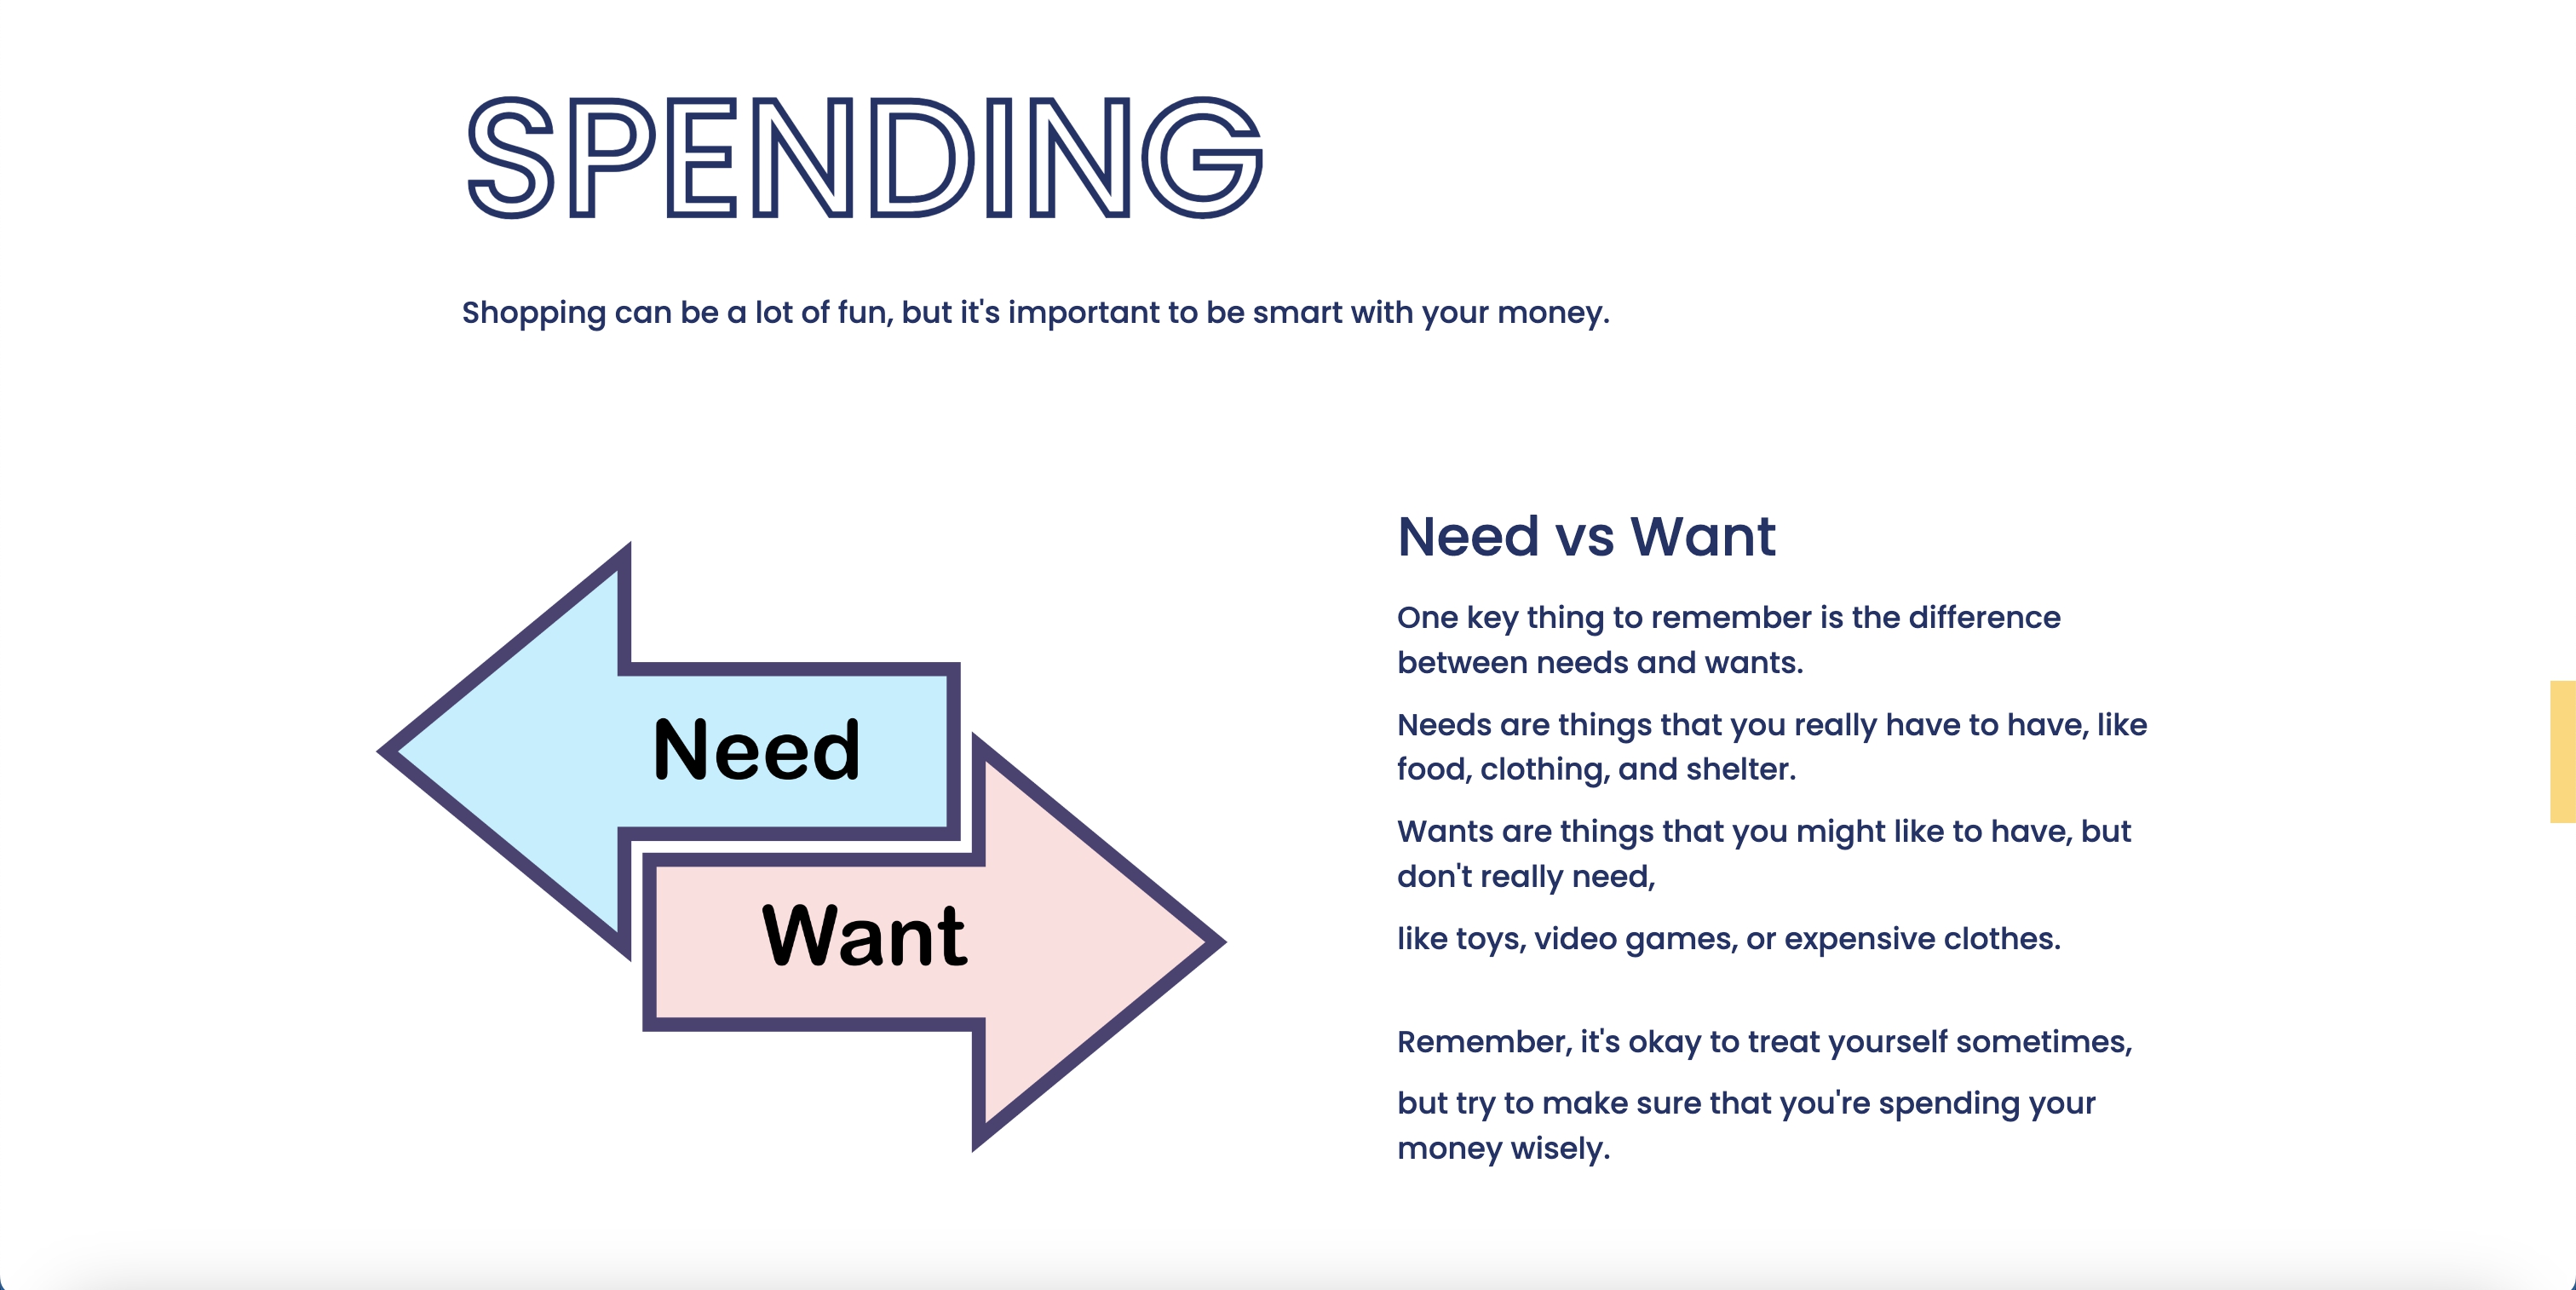 SPENDING
Shopping can be a lot of fun, but it's important to be smart with your money.
Need
Want
Need vs Want
One key thing to remember is the difference
between needs and wants.
Needs are things that you really have to have, like
food, clothing, and shelter.
Wants are things that you might like to have, but
don't really need,
like toys, video games, or expensive clothes.
Remember, it's okay to treat yourself sometimes,
but try to make sure that you're spending your
money wisely.